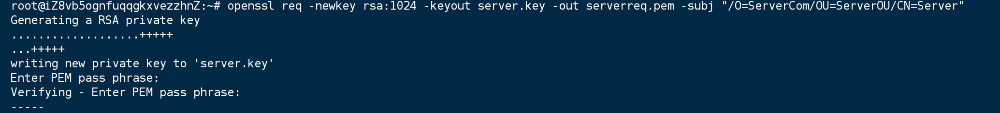 root@iZ8vb5ognfuqqgkxvezzhnZ:~# openssl req -newkey rsa:1024 -keyout server.key -out serverreq.pem -subj "/O=ServerCom/OU=ServerOU/CN=Server"
Generating a RSA private key
...................+++++
...+++++
writing new private key to 'server.key'
Enter PEM pass phrase:
Verifying - Enter PEM pass phrase:
-----